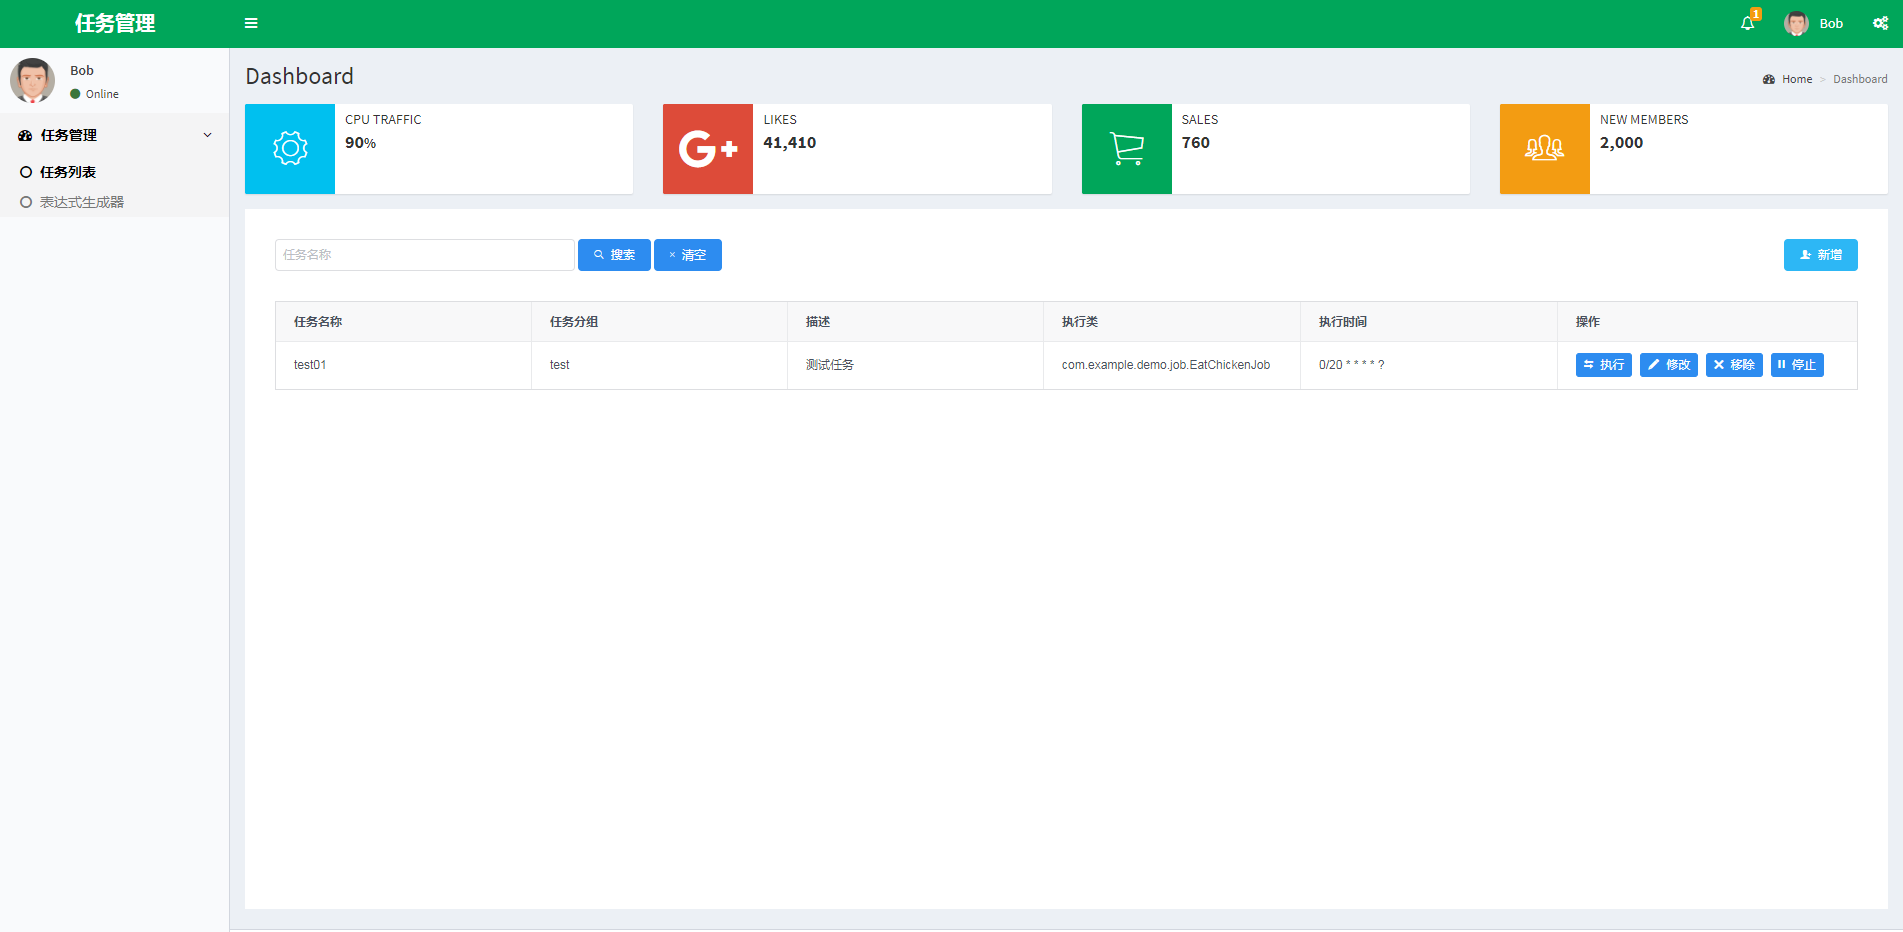 任务管理
1
Bob
Bob
Online
任务管理
任务列表
表达式生成器
Dashboard
Home > Dashboard
CPU TRAFFIC
90%
G+
LIKES
41,410
SALES
760
NEW MEMBERS
2,000
任务名称
搜索
× 清空
新增
任务名称 任务分组 描述 执行类 执行时间 操作
test01 test 测试任务 com.example.demo.job.EatChickenJob 0/20 * * * * ? 执行 修改 移除 停止